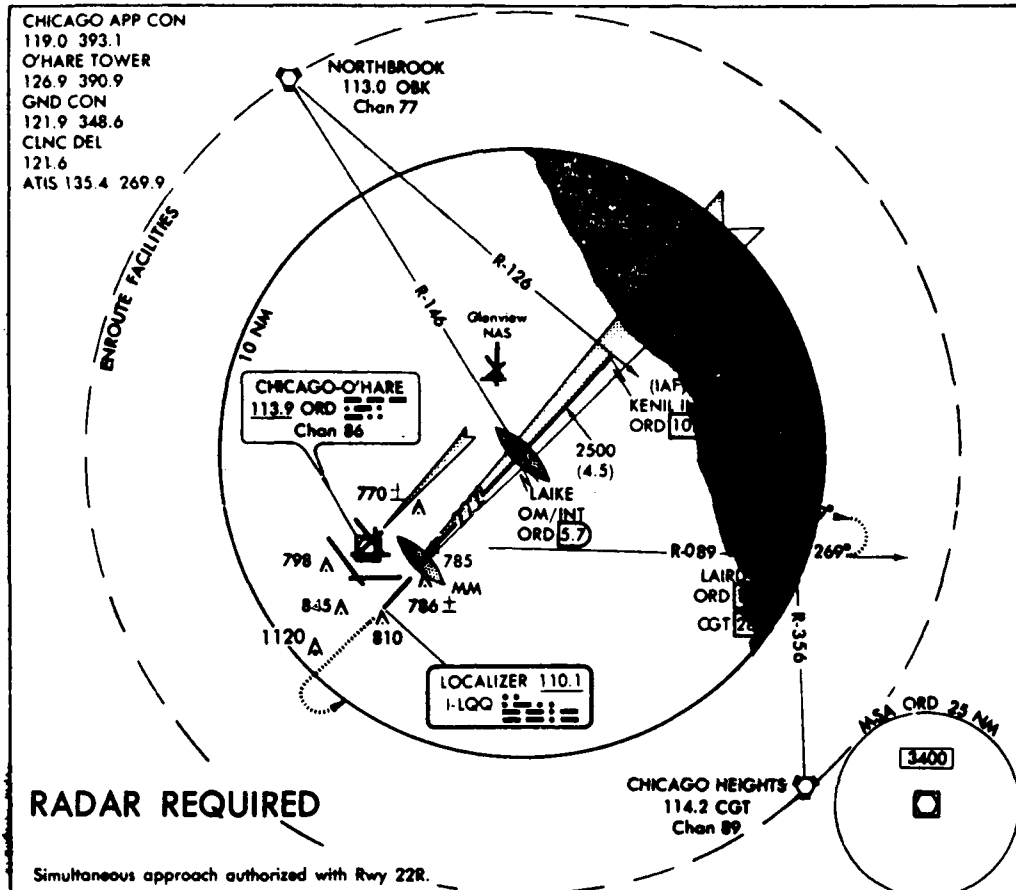 CHICAGO APP CON
119.0 393.1
O'HARE TOWER
126.9 390.9
GND CON
121.9 348.6
CLNC DEL
121.6
ATIS 135.4 269.9
NORTHBROOK
113.0 OBK
Chan 77
ENROUTE FACILITIES
10 NM
R-146
R-126
Glenview
NAS
CHICAGO-O'HARE
113.9 ORD
Chan 86
(IAF)
KENIL
ORD 10
2500
(4.5)
LAIKE
OM/INT
ORD 5.7
770±
798
785
MM
845
786±
1120
810
R-089
269°
ORD
CGT
R-356
LOCALIZER 110.1
I-LQQ
MSA ORD 25 NM
3400
CHICAGO HEIGHTS
114.2 CGT
Chan 89
RADAR REQUIRED
Simultaneous approach authorized with Rwy 22R.